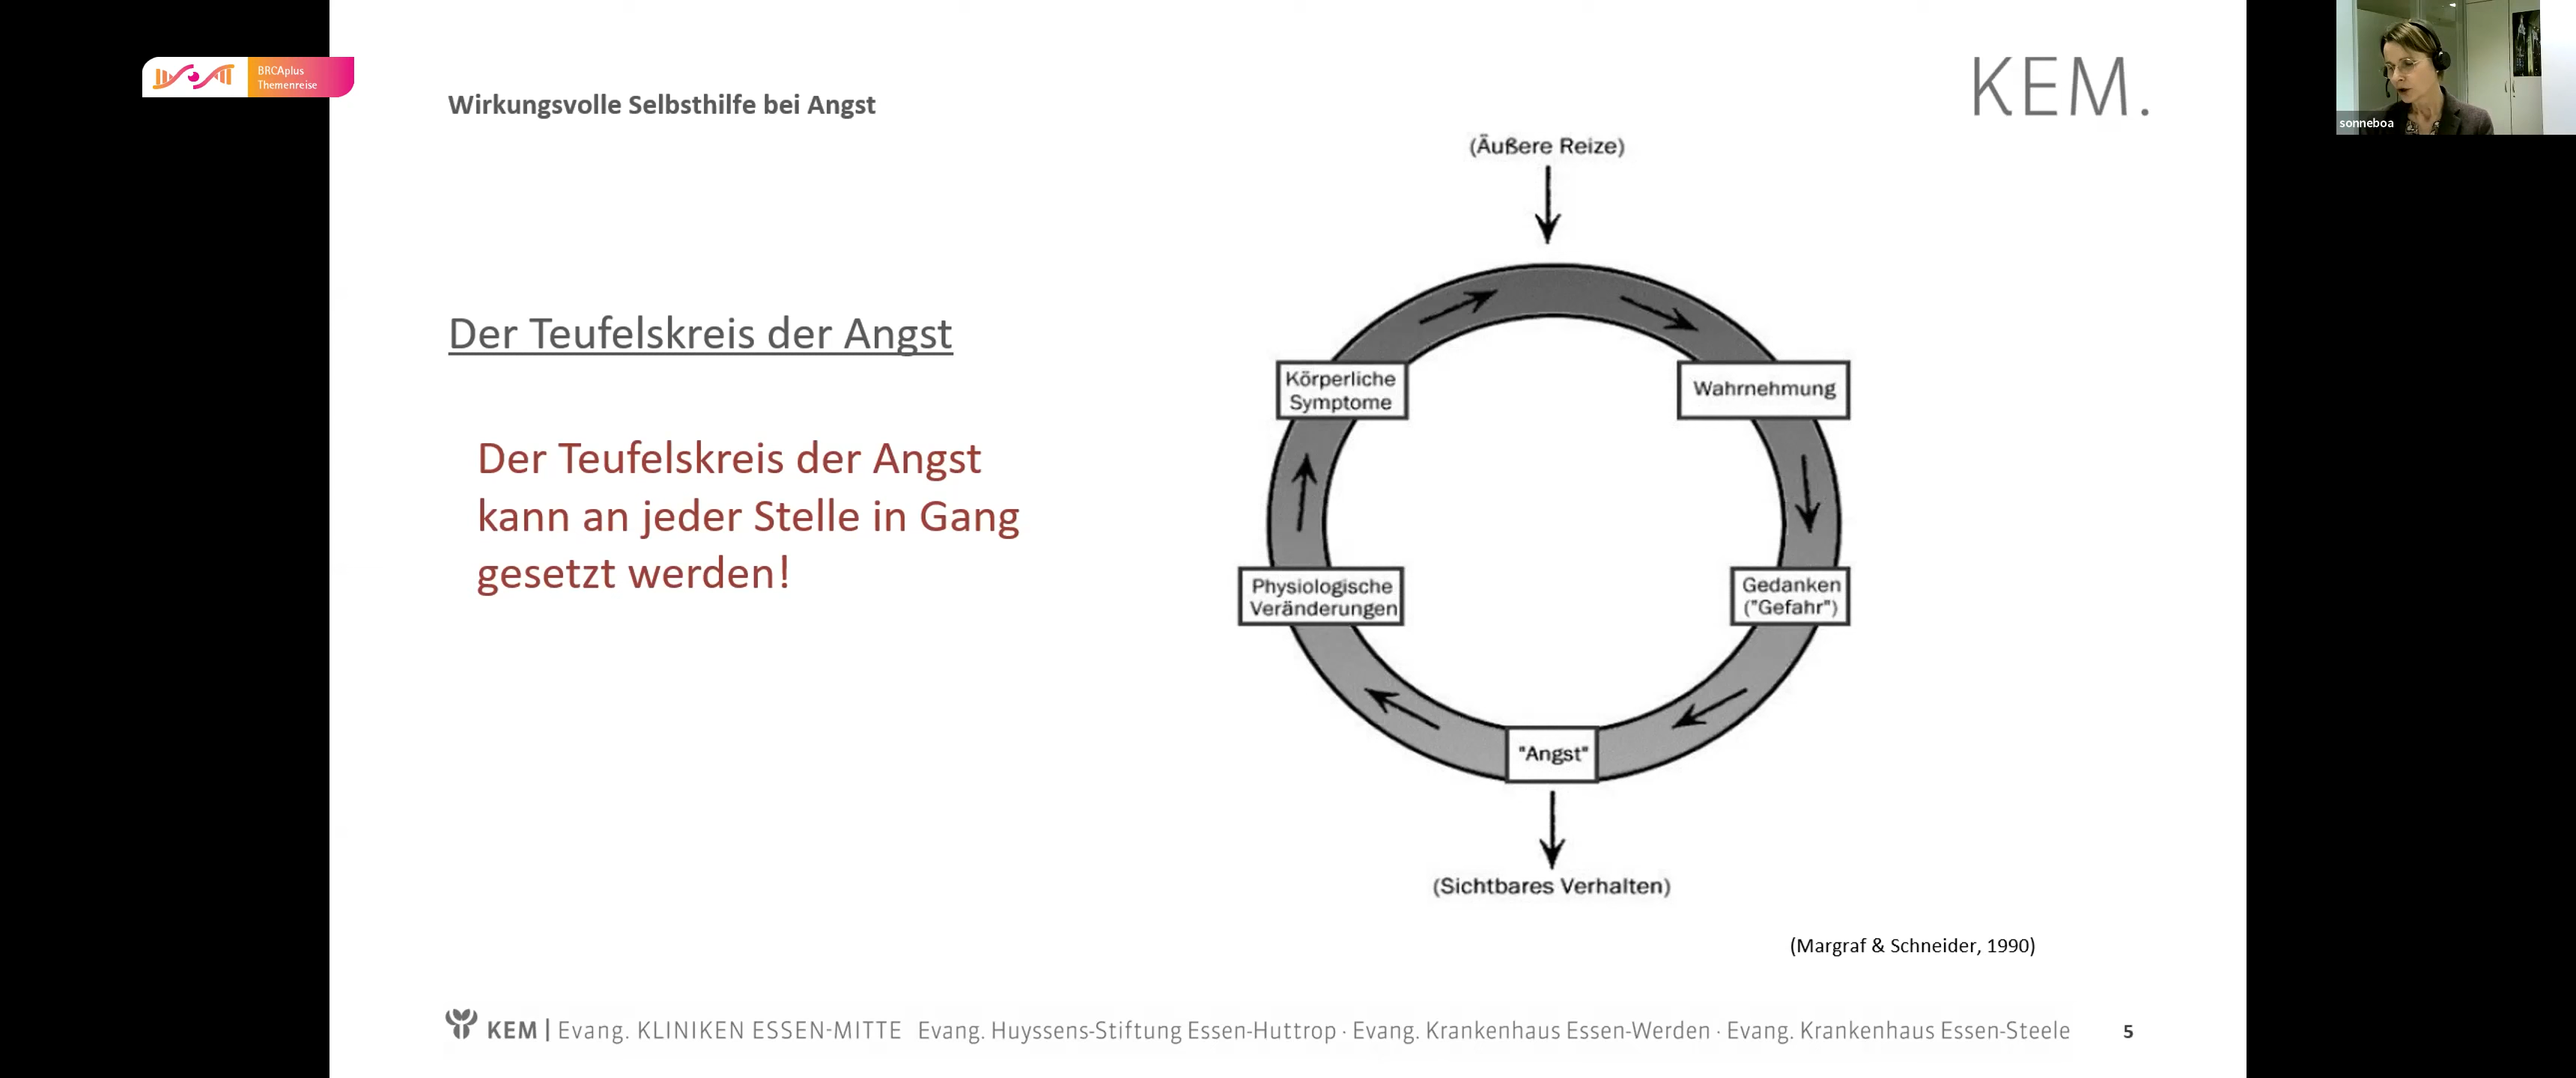 BRCAplus
Themenreise
Wirkungsvolle Selbsthilfe bei Angst
KEM.
sonneboa
Der Teufelskreis der Angst
Der Teufelskreis der Angst
kann an jeder Stelle in Gang
gesetzt werden!
(Äußere Reize)
Körperliche
Symptome
Wahrnehmung
Physiologische
Veränderungen
Gedanken
("Gefahr")
"Angst"
(Sichtbares Verhalten)
(Margraf & Schneider, 1990)
KEM | Evang. KLINIKEN ESSEN-MITTE Evang. Huyssens-Stiftung Essen-Huttrop · Evang. Krankenhaus Essen-Werden · Evang. Krankenhaus Essen-Steele 5